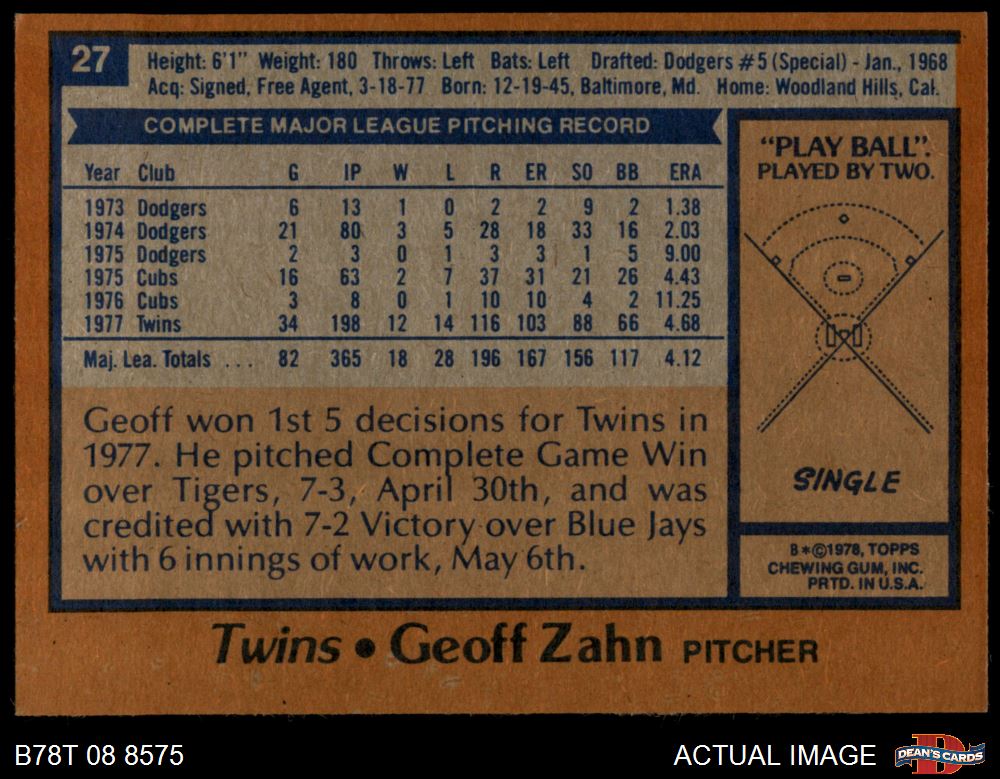 27
Height: 6'1" Weight: 180 Throws: Left Bats: Left Drafted: Dodgers #5 (Special) - Jan., 1968
Acq: Signed, Free Agent, 3-18-77 Born: 12-19-45, Baltimore, Md. Home: Woodland Hills, Cal.
COMPLETE MAJOR LEAGUE PITCHING RECORD
Year Club G IP W L R ER SO BB ERA
1973 Dodgers 6 13 1 0 2 2 9 2 1.38
1974 Dodgers 21 80 3 5 28 18 33 16 2.03
1975 Dodgers 2 3 0 1 3 3 1 5 9.00
1975 Cubs 16 63 2 7 37 31 21 26 4.43
1976 Cubs 3 8 0 1 10 10 4 2 11.25
1977 Twins 34 198 12 14 116 103 88 66 4.68
Maj. Lea. Totals . . . 82 365 18 28 196 167 156 117 4.12
Geoff won 1st 5 decisions for Twins in
1977. He pitched Complete Game Win
over Tigers, 7-3, April 30th, and was
credited with 7-2 Victory over Blue Jays
with 6 innings of work, May 6th.
"PLAY BALL".
PLAYED BY TWO.
SINGLE
B*©1978, TOPPS
CHEWING GUM, INC.
PRTD. IN U.S.A.
Twins • Geoff Zahn PITCHER
B78T 08 8575
ACTUAL IMAGE
D
DEAN'S CARDS